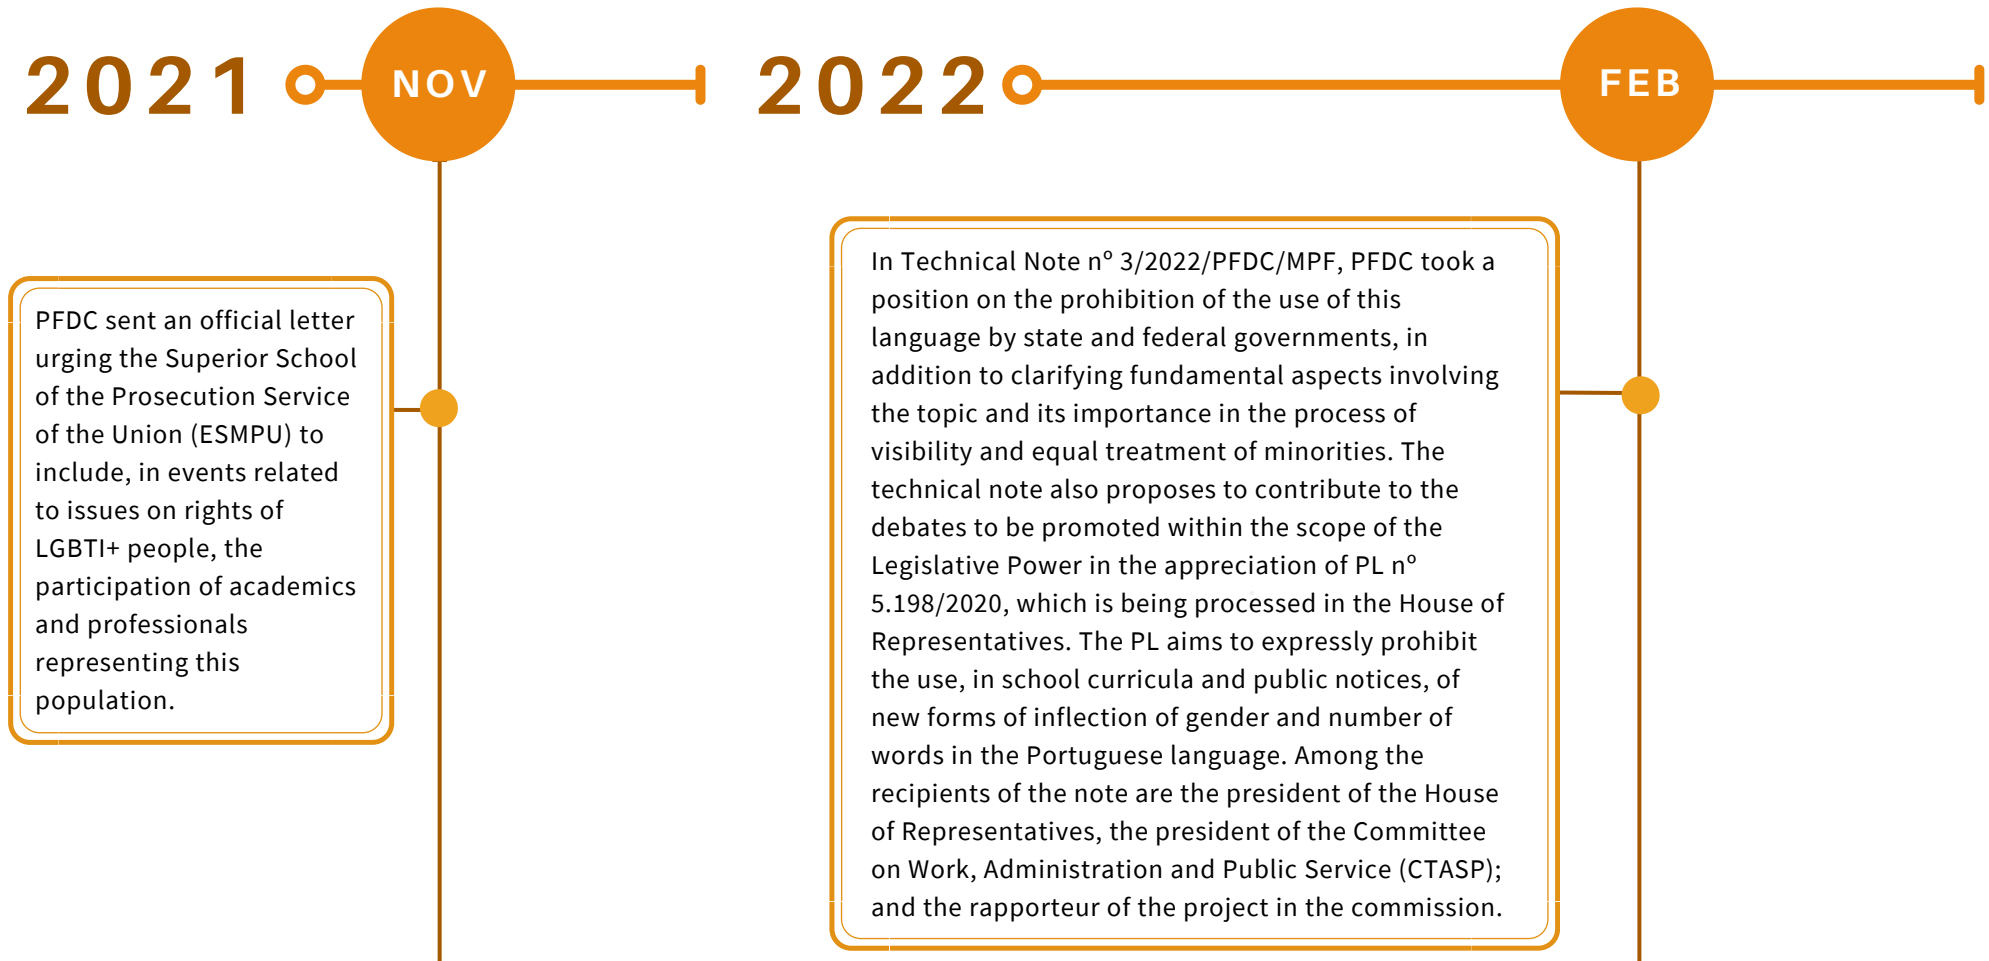 2021
NOV
PFDC sent an official letter
urging the Superior School
of the Prosecution Service
of the Union (ESMPU) to
include, in events related
to issues on rights of
LGBTI+ people, the
participation of academics
and professionals
representing this
population.
2022
FEB
In Technical Note nº 3/2022/PFDC/MPF, PFDC took a
position on the prohibition of the use of this
language by state and federal governments, in
addition to clarifying fundamental aspects involving
the topic and its importance in the process of
visibility and equal treatment of minorities. The
technical note also proposes to contribute to the
debates to be promoted within the scope of the
Legislative Power in the appreciation of PL nº
5.198/2020, which is being processed in the House of
Representatives. The PL aims to expressly prohibit
the use, in school curricula and public notices, of
new forms of inflection of gender and number of
words in the Portuguese language. Among the
recipients of the note are the president of the House
of Representatives, the president of the Committee
on Work, Administration and Public Service (CTASP);
and the rapporteur of the project in the commission.